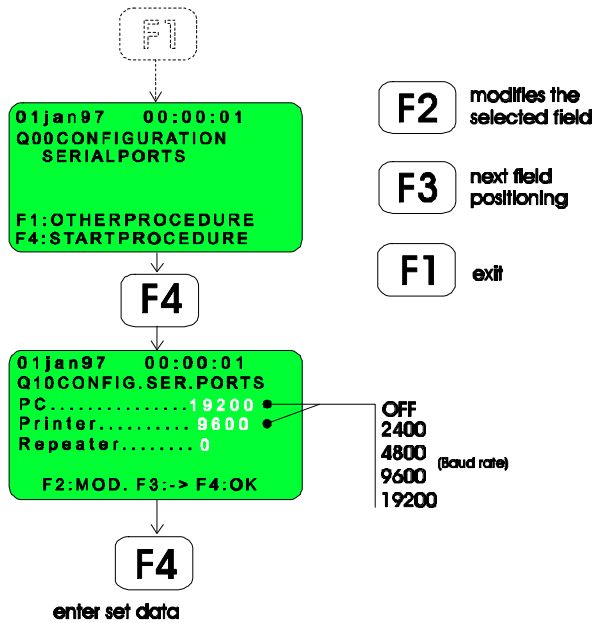 F1
01jan97 00:00:01
Q00CONFIGURATION
SERIALPORTS
F1:OTHERPROCEDURE
F4:STARTPROCEDURE
F2
modifies the
selected field
F3
next field
positioning
F1
exit
F4
01jan97 00:00:01
Q10CONFIG.SER.PORTS
PC...............19200
Printer..........9600
Repeater........0
F2:MOD. F3:-> F4:OK
OFF
2400
4800
9600
19200
(Baud rate)
F4
enter set data